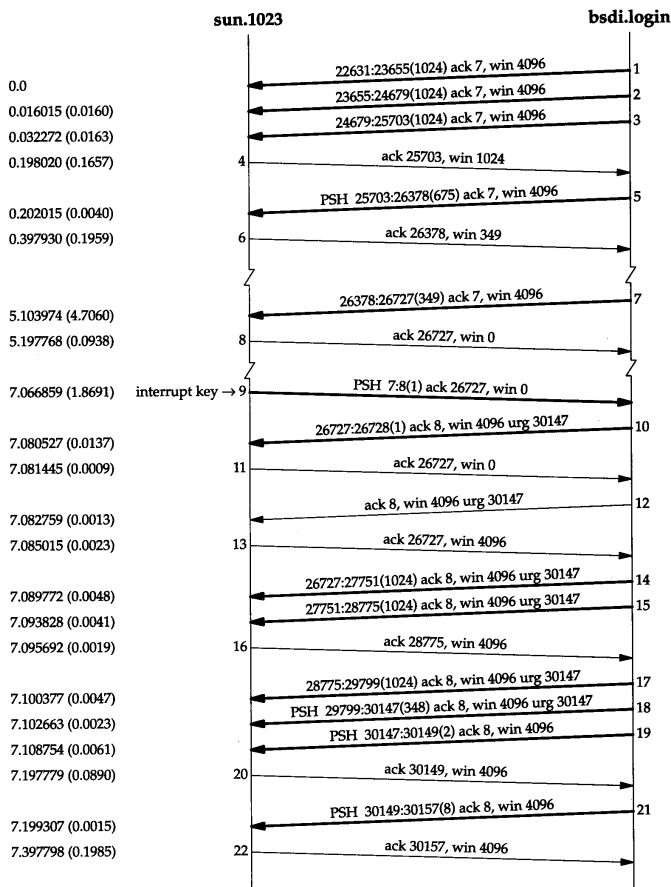 sun.1023 bsdi.login
22631:23655(1024) ack 7, win 4096 1
0.0
23655:24679(1024) ack 7, win 4096 2
0.016015 (0.0160)
24679:25703(1024) ack 7, win 4096 3
0.032272 (0.0163)
0.198020 (0.1657) 4 ack 25703, win 1024
PSH 25703:26378(675) ack 7, win 4096 5
0.202015 (0.0040)
0.397930 (0.1959) 6 ack 26378, win 349
26378:26727(349) ack 7, win 4096 7
5.103974 (4.7060)
5.197768 (0.0938) 8 ack 26727, win 0
7.066859 (1.8691) interrupt key → 9 PSH 7:8(1) ack 26727, win 0
26727:26728(1) ack 8, win 4096 urg 30147 10
7.080527 (0.0137)
7.081445 (0.0009) 11 ack 26727, win 0
ack 8, win 4096 urg 30147 12
7.082759 (0.0013)
7.085015 (0.0023) 13 ack 26727, win 4096
26727:27751(1024) ack 8, win 4096 urg 30147 14
7.089772 (0.0048)
27751:28775(1024) ack 8, win 4096 urg 30147 15
7.093828 (0.0041)
7.095692 (0.0019) 16 ack 28775, win 4096
28775:29799(1024) ack 8, win 4096 urg 30147 17
7.100377 (0.0047)
PSH 29799:30147(348) ack 8, win 4096 urg 30147 18
7.102663 (0.0023)
PSH 30147:30149(2) ack 8, win 4096 19
7.108754 (0.0061)
7.197779 (0.0890) 20 ack 30149, win 4096
PSH 30149:30157(8) ack 8, win 4096 21
7.199307 (0.0015)
7.397798 (0.1985) 22 ack 30157, win 4096